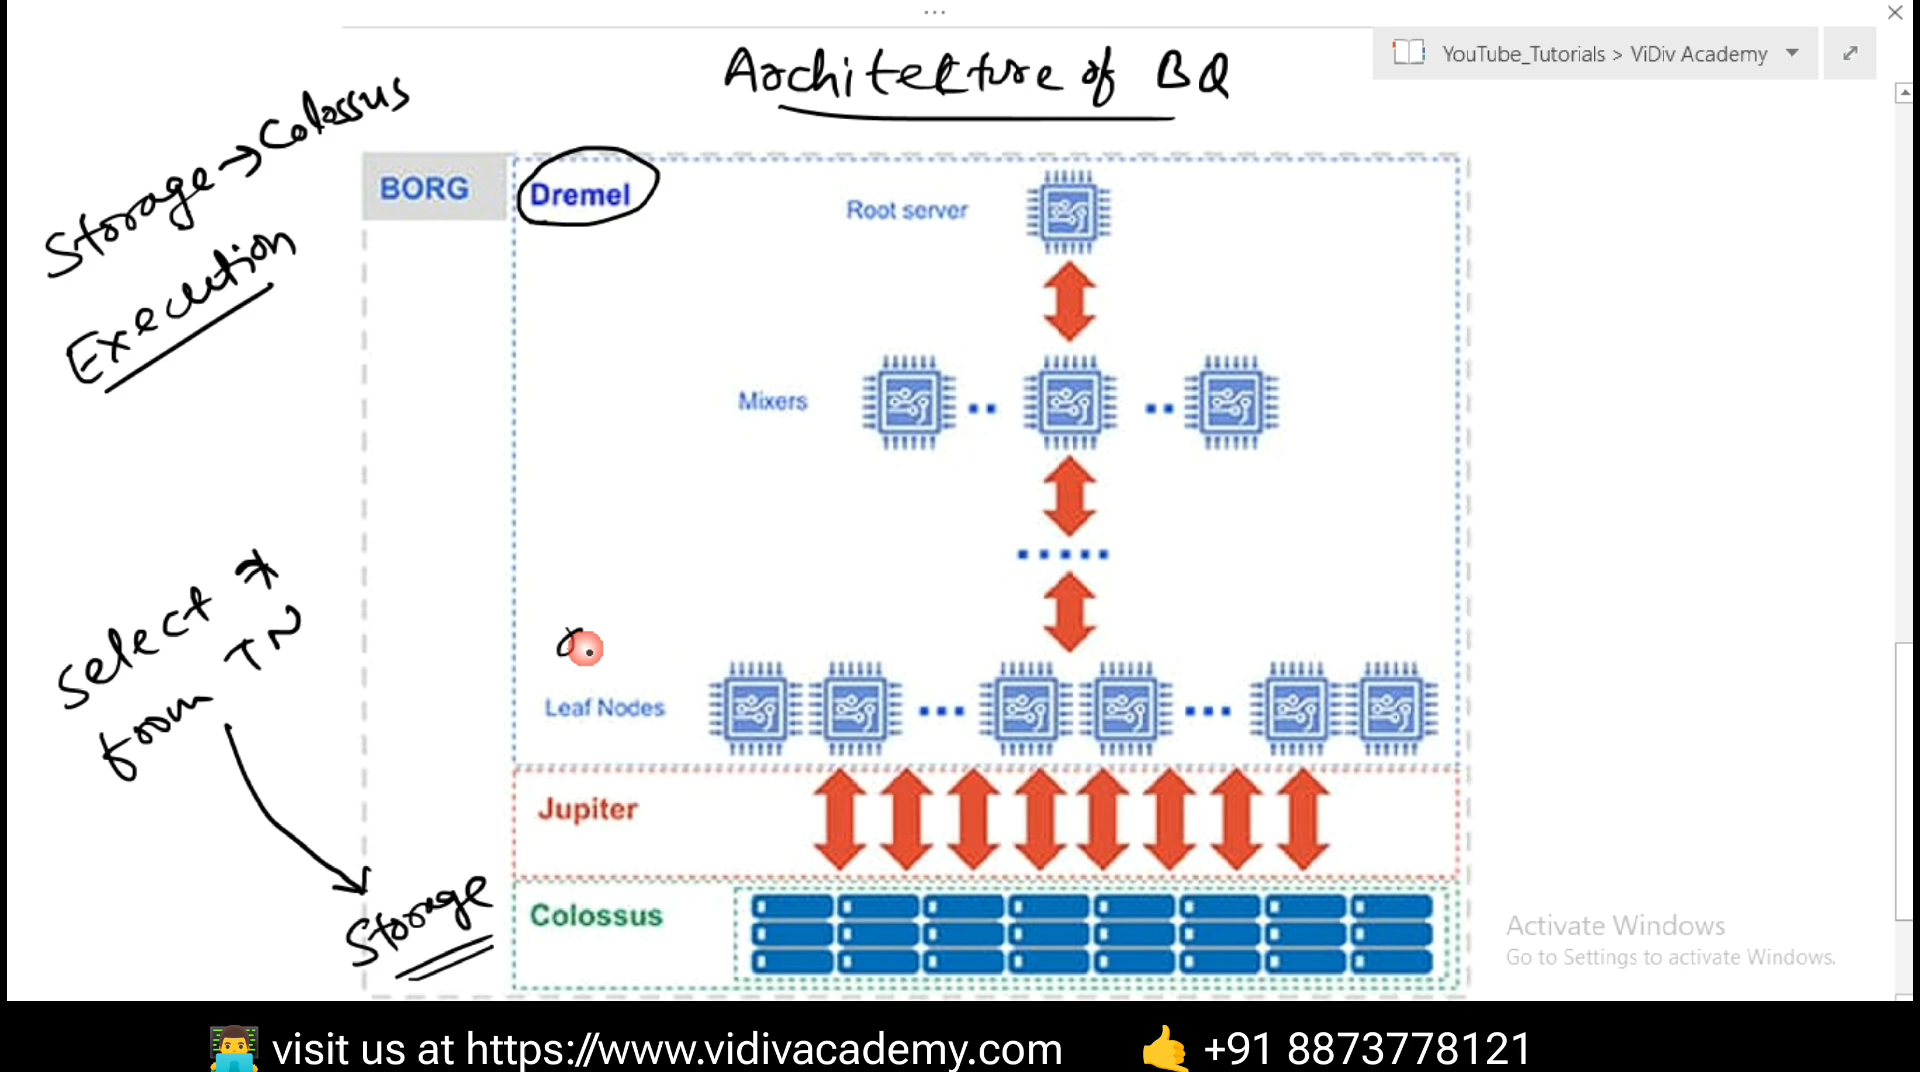 ...
YouTube_Tutorials > ViDiv Academy
Architecture of BQ
Storage → Colossus
Execution
BORG
Dremel
Root server
Mixers
Select *
from TN
Leaf Nodes
Jupiter
Storage
Colossus
Activate Windows
Go to Settings to activate Windows.
visit us at https://www.vidivacademy.com
+91 8873778121